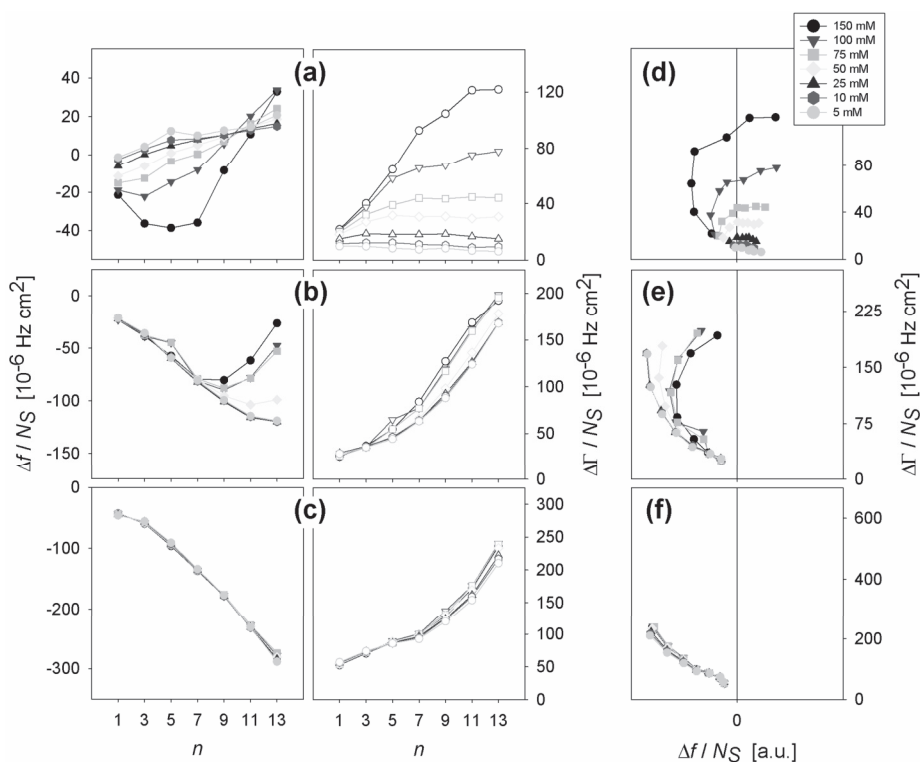 150 mM
100 mM
75 mM
50 mM
25 mM
10 mM
5 mM
(a)
(d)
40
20
0
-20
-40
120
80
40
0
80
40
0
(b)
(e)
0
-50
-100
-150
200
150
100
50
0
225
150
75
0
(c)
(f)
0
-100
-200
-300
300
250
200
150
100
50
0
600
400
200
0
Δf / NS [10-6 Hz cm2]
ΔΓ / NS [10-6 Hz cm2]
ΔΓ / NS [10-6 Hz cm2]
1 3 5 7 9 11 13
1 3 5 7 9 11 13
0
n
n
Δf / NS [a.u.]